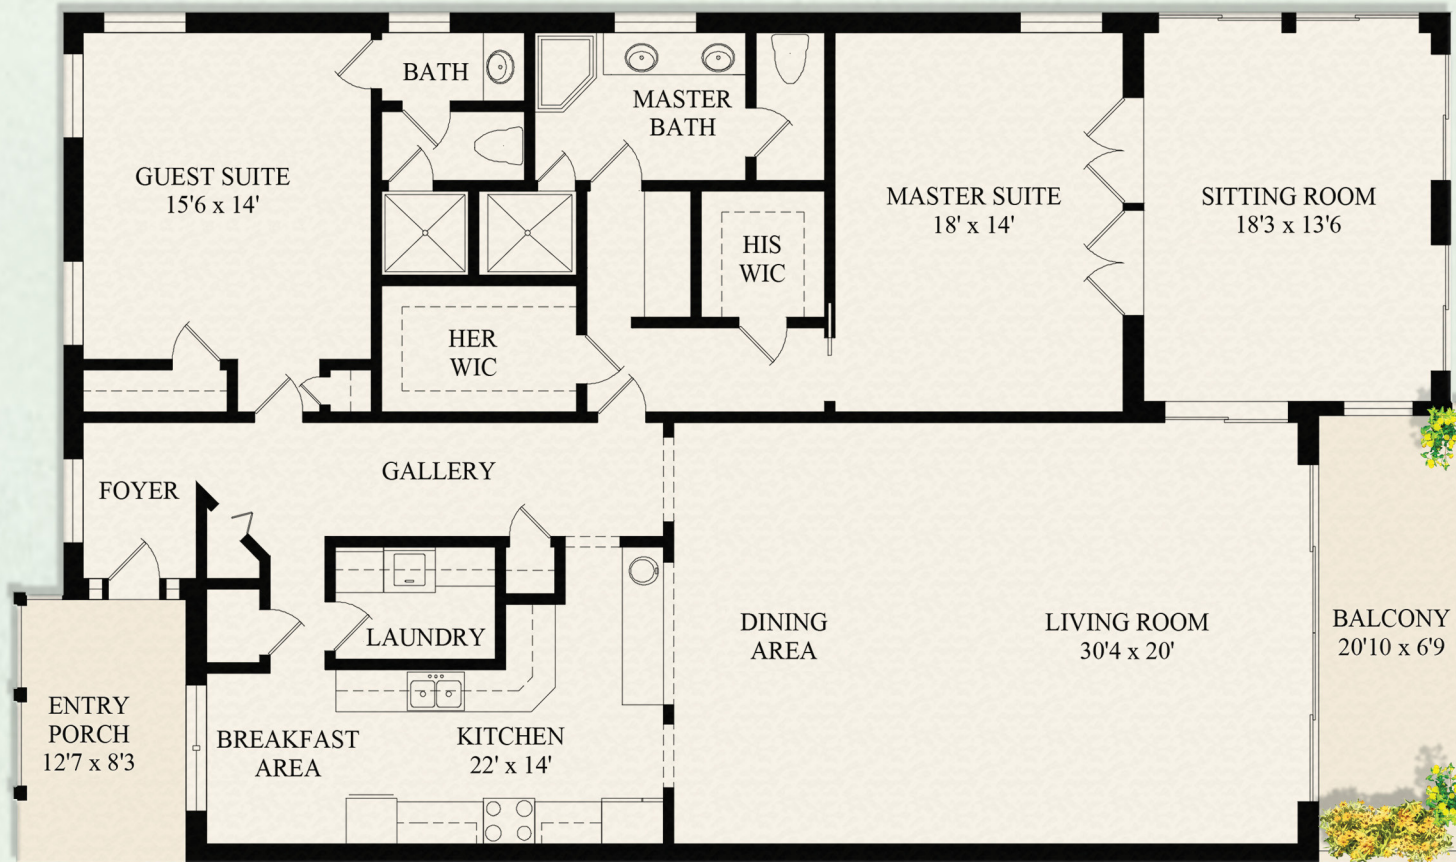 BATH
MASTER
BATH
GUEST SUITE
15'6 x 14'
MASTER SUITE
18' x 14'
SITTING ROOM
18'3 x 13'6
HIS
WIC
HER
WIC
GALLERY
FOYER
LAUNDRY
DINING
AREA
LIVING ROOM
30'4 x 20'
BALCONY
20'10 x 6'9
ENTRY
PORCH
12'7 x 8'3
BREAKFAST
AREA
KITCHEN
22' x 14'